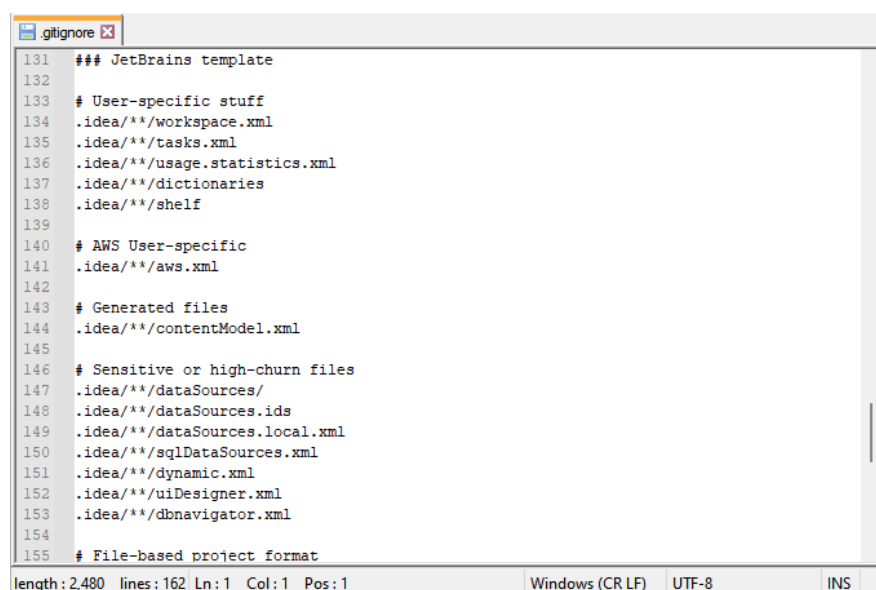 .gitignore
131 ### JetBrains template
132
133 # User-specific stuff
134 .idea/**/workspace.xml
135 .idea/**/tasks.xml
136 .idea/**/usage.statistics.xml
137 .idea/**/dictionaries
138 .idea/**/shelf
139
140 # AWS User-specific
141 .idea/**/aws.xml
142
143 # Generated files
144 .idea/**/contentModel.xml
145
146 # Sensitive or high-churn files
147 .idea/**/dataSources/
148 .idea/**/dataSources.ids
149 .idea/**/dataSources.local.xml
150 .idea/**/sqlDataSources.xml
151 .idea/**/dynamic.xml
152 .idea/**/uiDesigner.xml
153 .idea/**/dbnavigator.xml
154
155 # File-based project format
length : 2,480 lines : 162 Ln : 1 Col : 1 Pos : 1 Windows (CR LF) UTF-8 INS